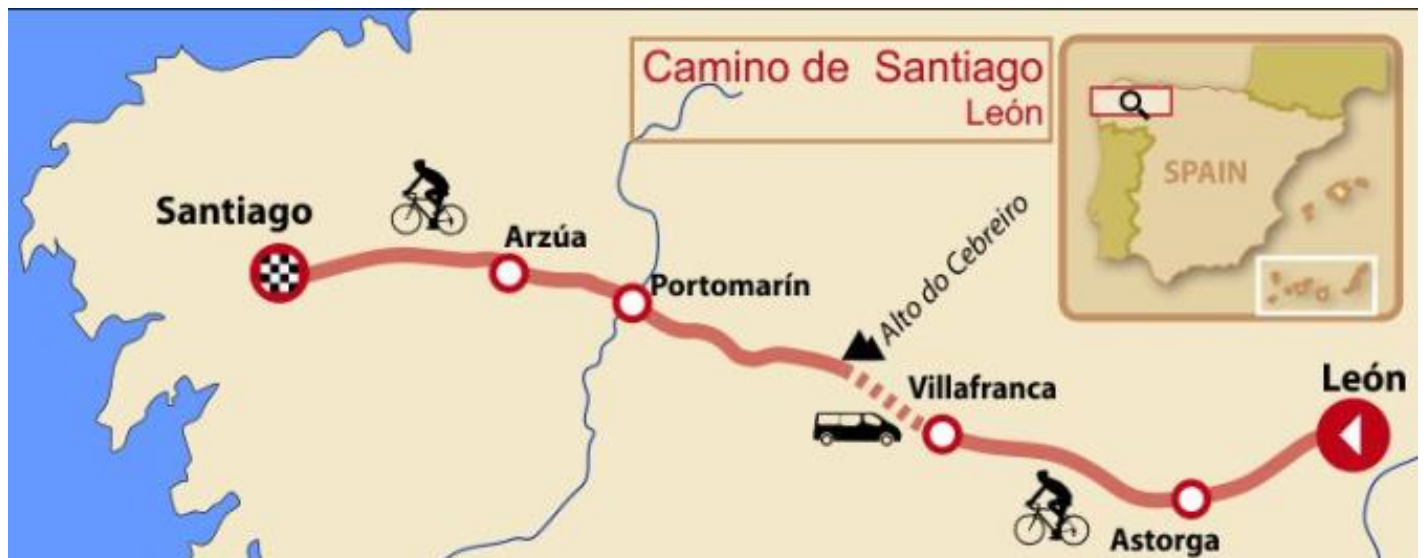 Camino de Santiago
León
SPAIN
Santiago
Arzúa
Portomarín
Alto do Cebreiro
Villafranca
León
Astorga